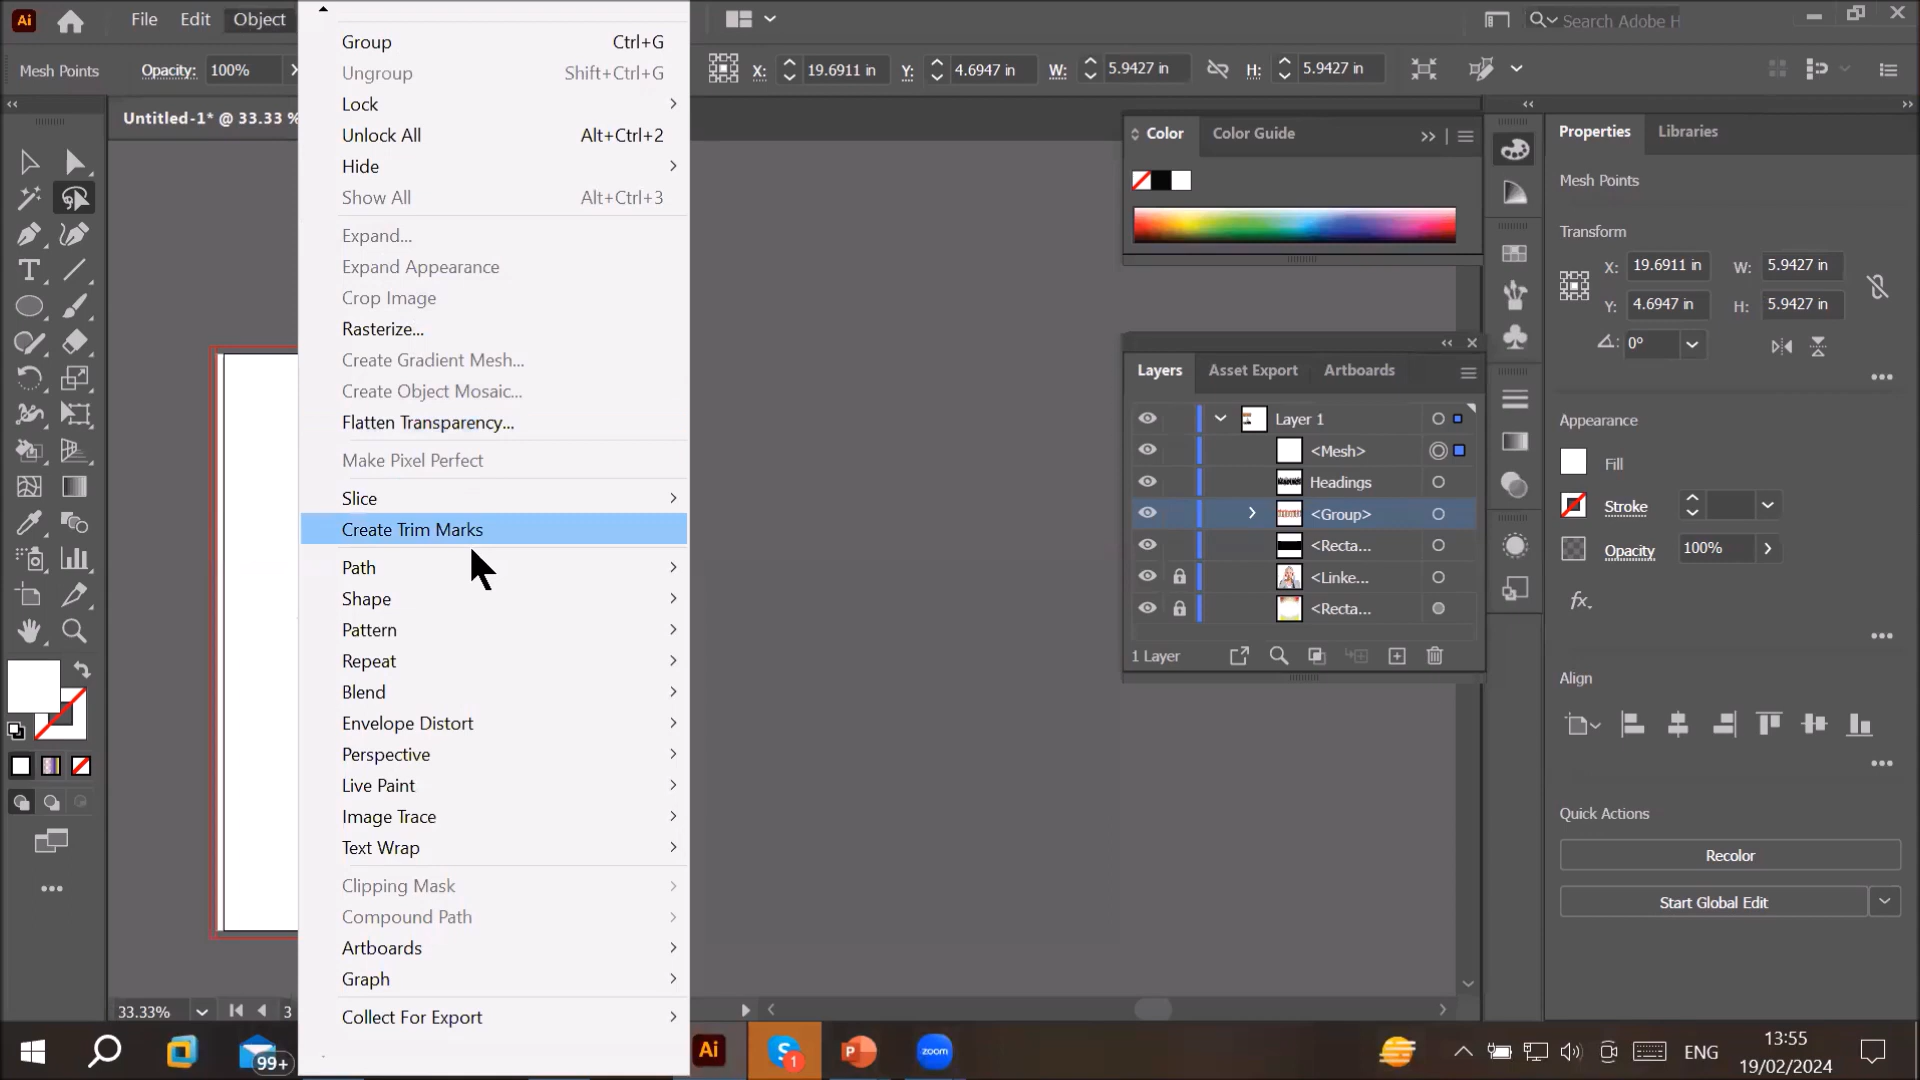 Ai File Edit Object Search Adobe H
Mesh Points Opacity: 100% X: 19.6911 in Y: 4.6947 in W: 5.9427 in H: 5.9427 in
Untitled-1* @ 33.33 %
Group Ctrl+G
Ungroup Shift+Ctrl+G
Lock
Unlock All Alt+Ctrl+2
Hide
Show All Alt+Ctrl+3
Expand...
Expand Appearance
Crop Image
Rasterize...
Create Gradient Mesh...
Create Object Mosaic...
Flatten Transparency...
Make Pixel Perfect
Slice
Create Trim Marks
Path
Shape
Pattern
Repeat
Blend
Envelope Distort
Perspective
Live Paint
Image Trace
Text Wrap
Clipping Mask
Compound Path
Artboards
Graph
Collect For Export
Color Color Guide
Layers Asset Export Artboards
Layer 1
<Mesh>
Headings
<Group>
<Recta...
<Linke...
<Recta...
1 Layer
Properties Libraries
Mesh Points
Transform
X: 19.6911 in W: 5.9427 in
Y: 4.6947 in H: 5.9427 in
0°
Appearance
Fill
Stroke
Opacity 100%
fx.
Align
Quick Actions
Recolor
Start Global Edit
33.33% 3
99+ Ai S 1 P zoom ENG 13:55
19/02/2024